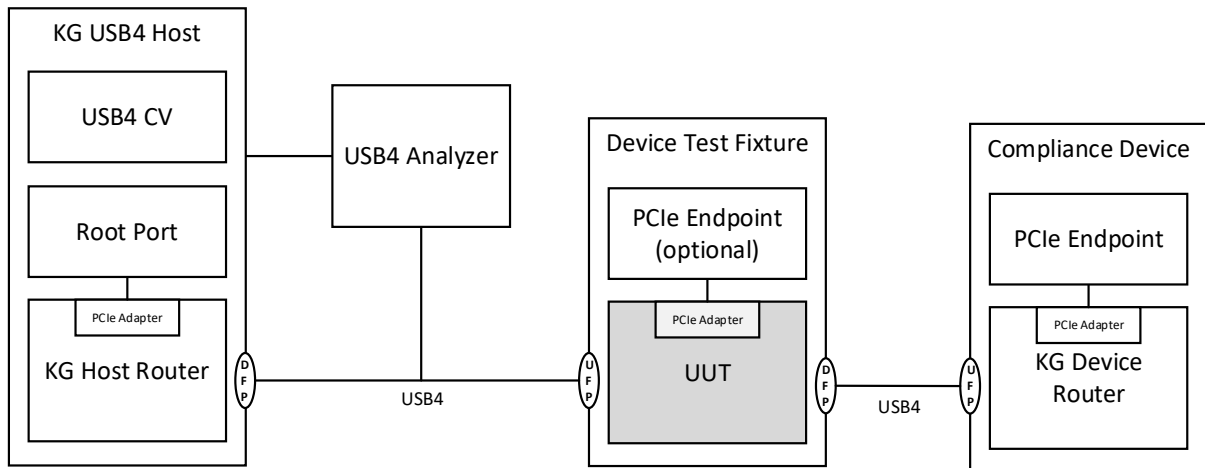 KG USB4 Host
USB4 CV
Root Port
PCIe Adapter
KG Host Router
DFP
USB4 Analyzer
USB4
UFP
Device Test Fixture
PCIe Endpoint
(optional)
PCIe Adapter
UUT
DFP
USB4
UFP
Compliance Device
PCIe Endpoint
PCIe Adapter
KG Device
Router